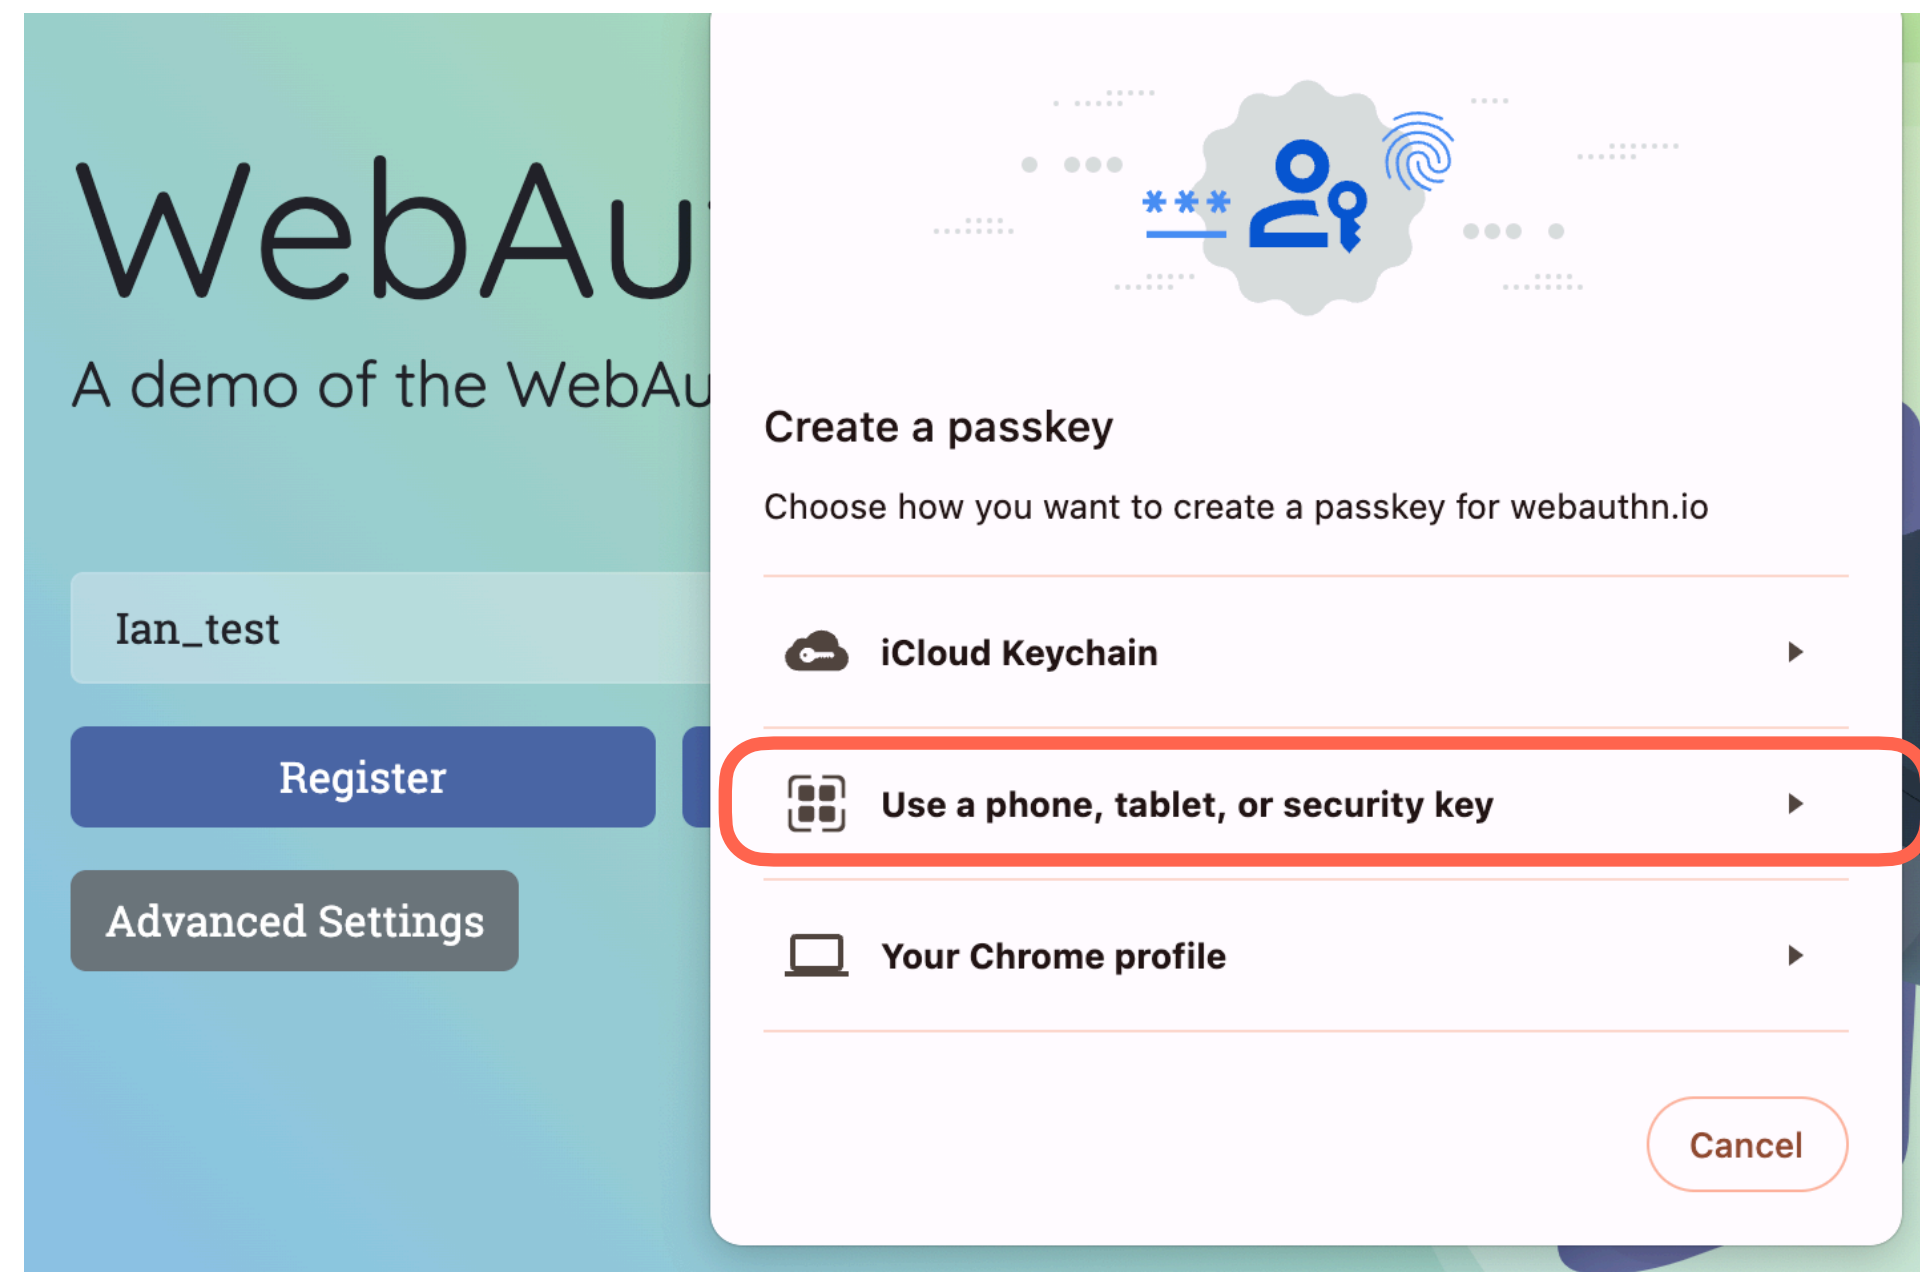 WebAu
A demo of the WebAu
Ian_test
Register
Advanced Settings
***
Create a passkey
Choose how you want to create a passkey for webauthn.io
iCloud Keychain
Use a phone, tablet, or security key
Your Chrome profile
Cancel